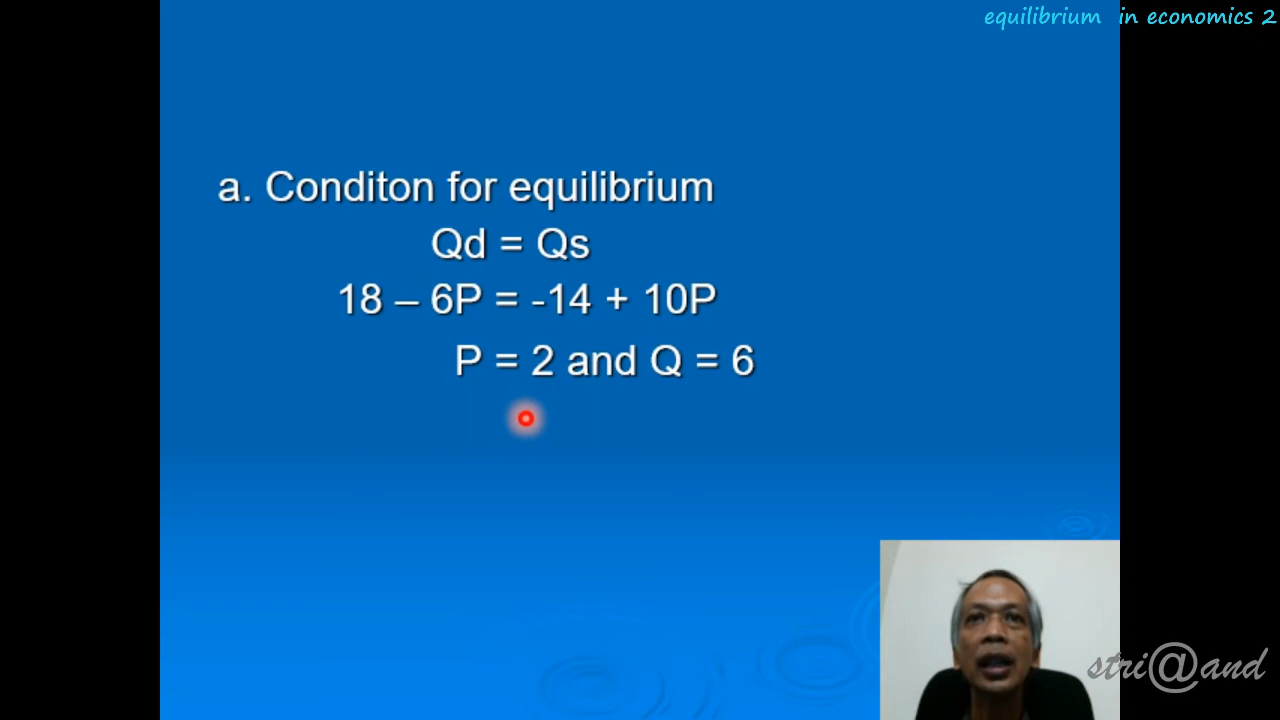 equilibrium in economics 2
a. Conditon for equilibrium
Qd = Qs
18 – 6P = -14 + 10P
P = 2 and Q = 6
stri@and